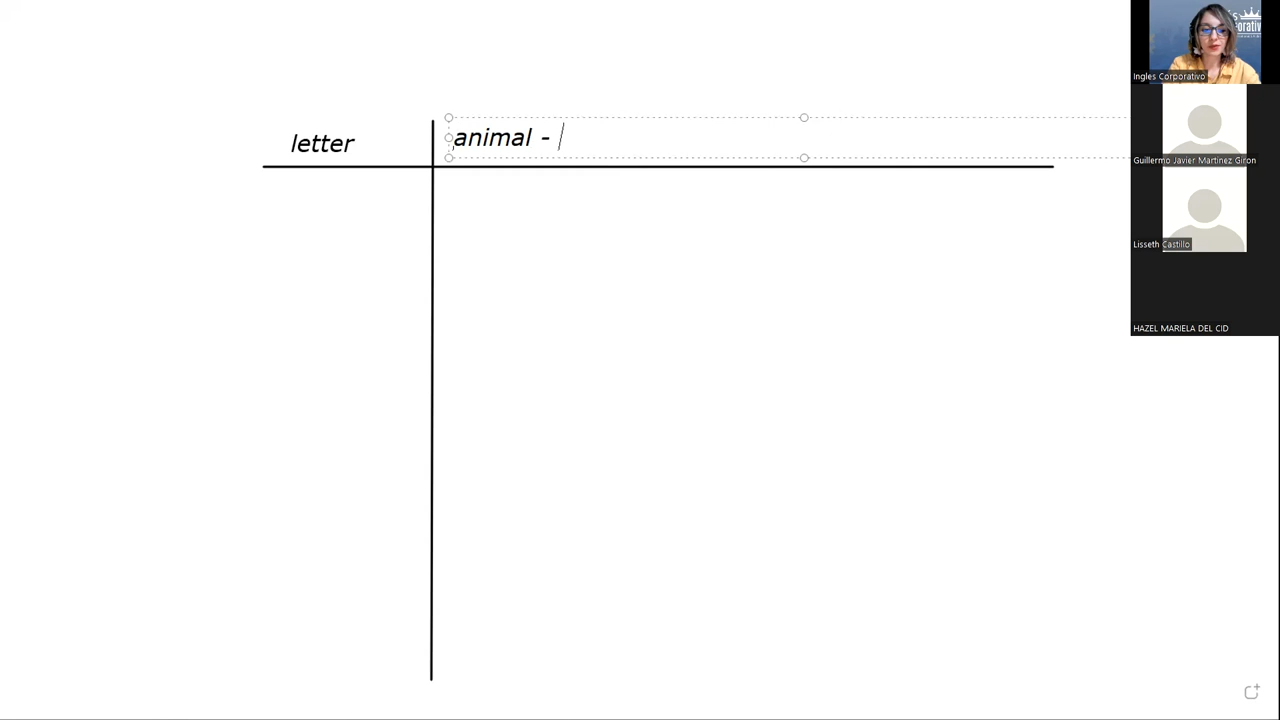 letter
animal -
Ingles Corporativo
Guillermo Javier Martinez Giron
Lisseth Castillo
HAZEL MARIELA DEL CID